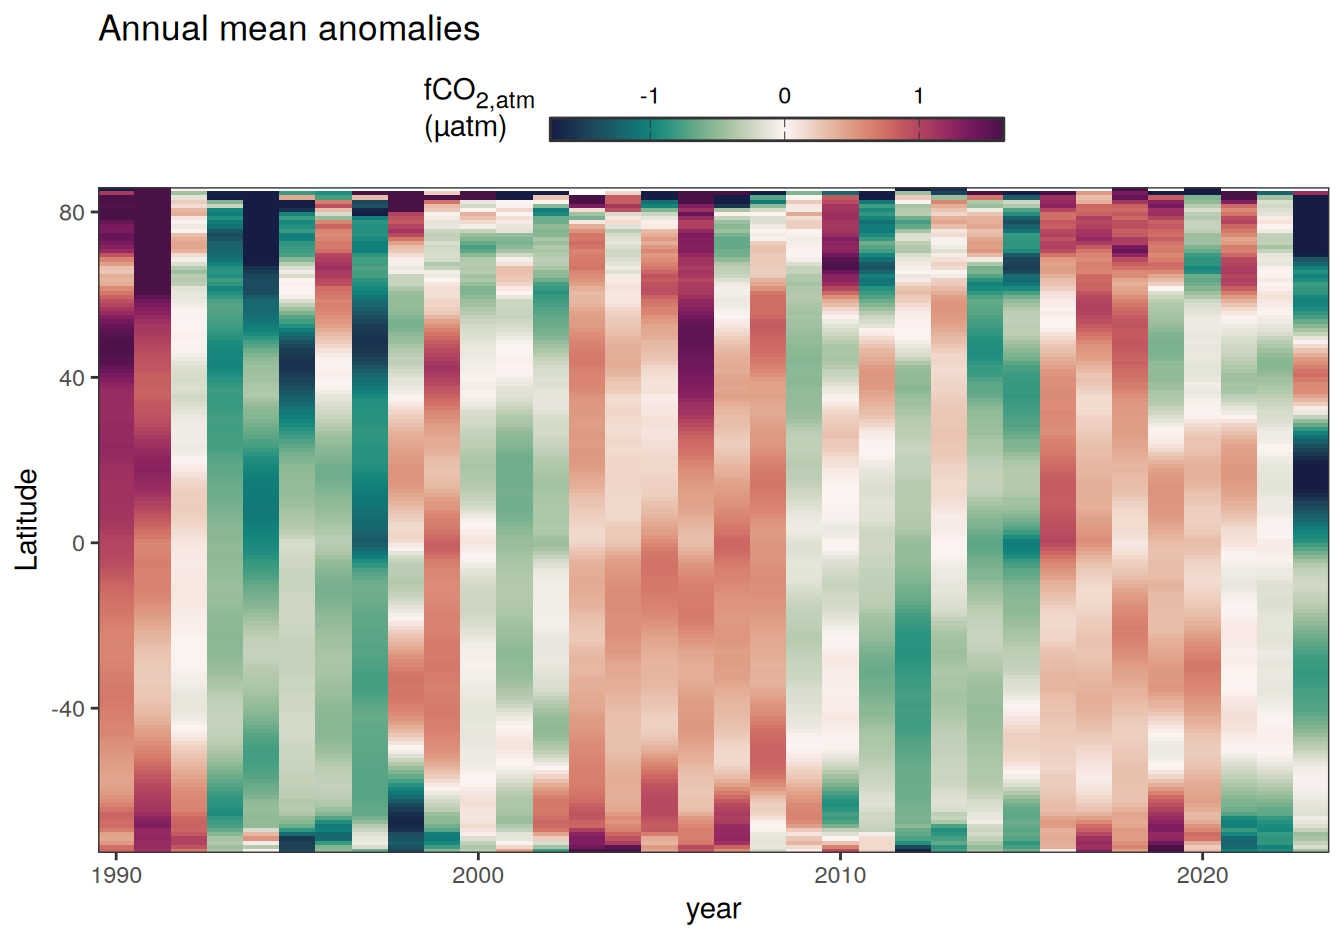 Annual mean anomalies
fCO2,atm
(µatm)
-1 0 1
80
40
0
-40
Latitude
1990 2000 2010 2020
year